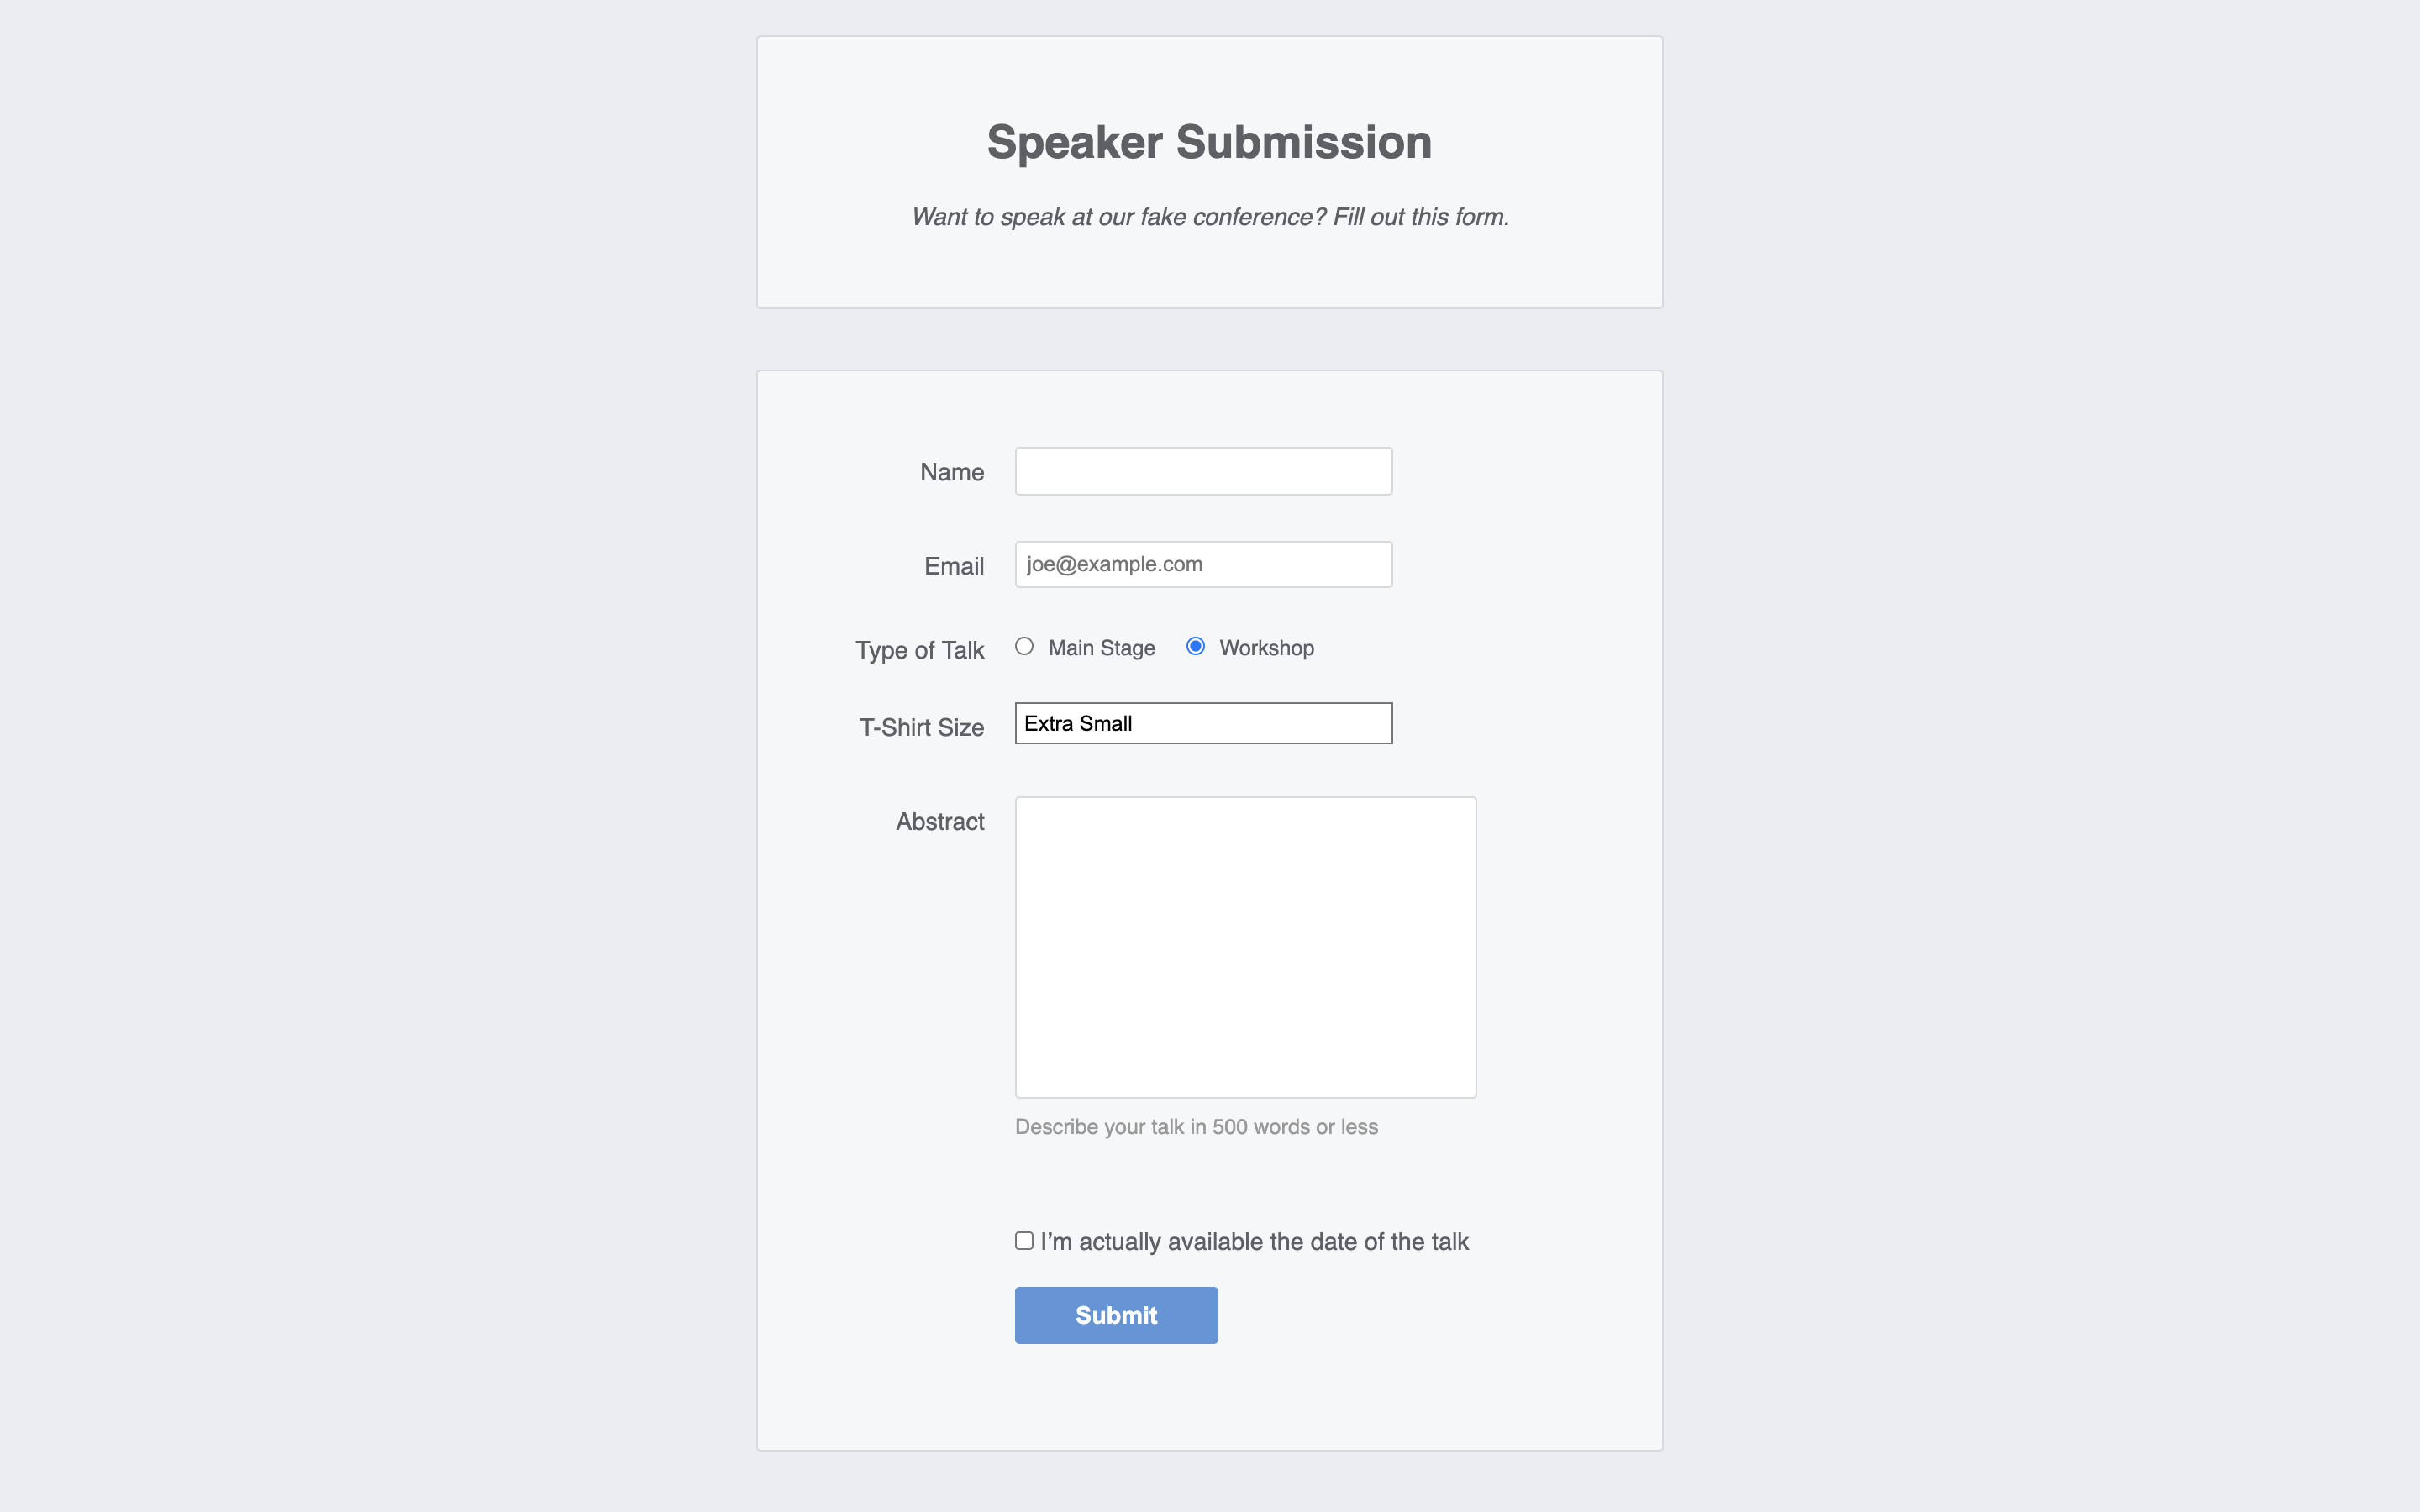 Speaker Submission
Want to speak at our fake conference? Fill out this form.
Name
Email
joe@example.com
Type of Talk
Main Stage
Workshop
T-Shirt Size
Extra Small
Abstract
Describe your talk in 500 words or less
I’m actually available the date of the talk
Submit